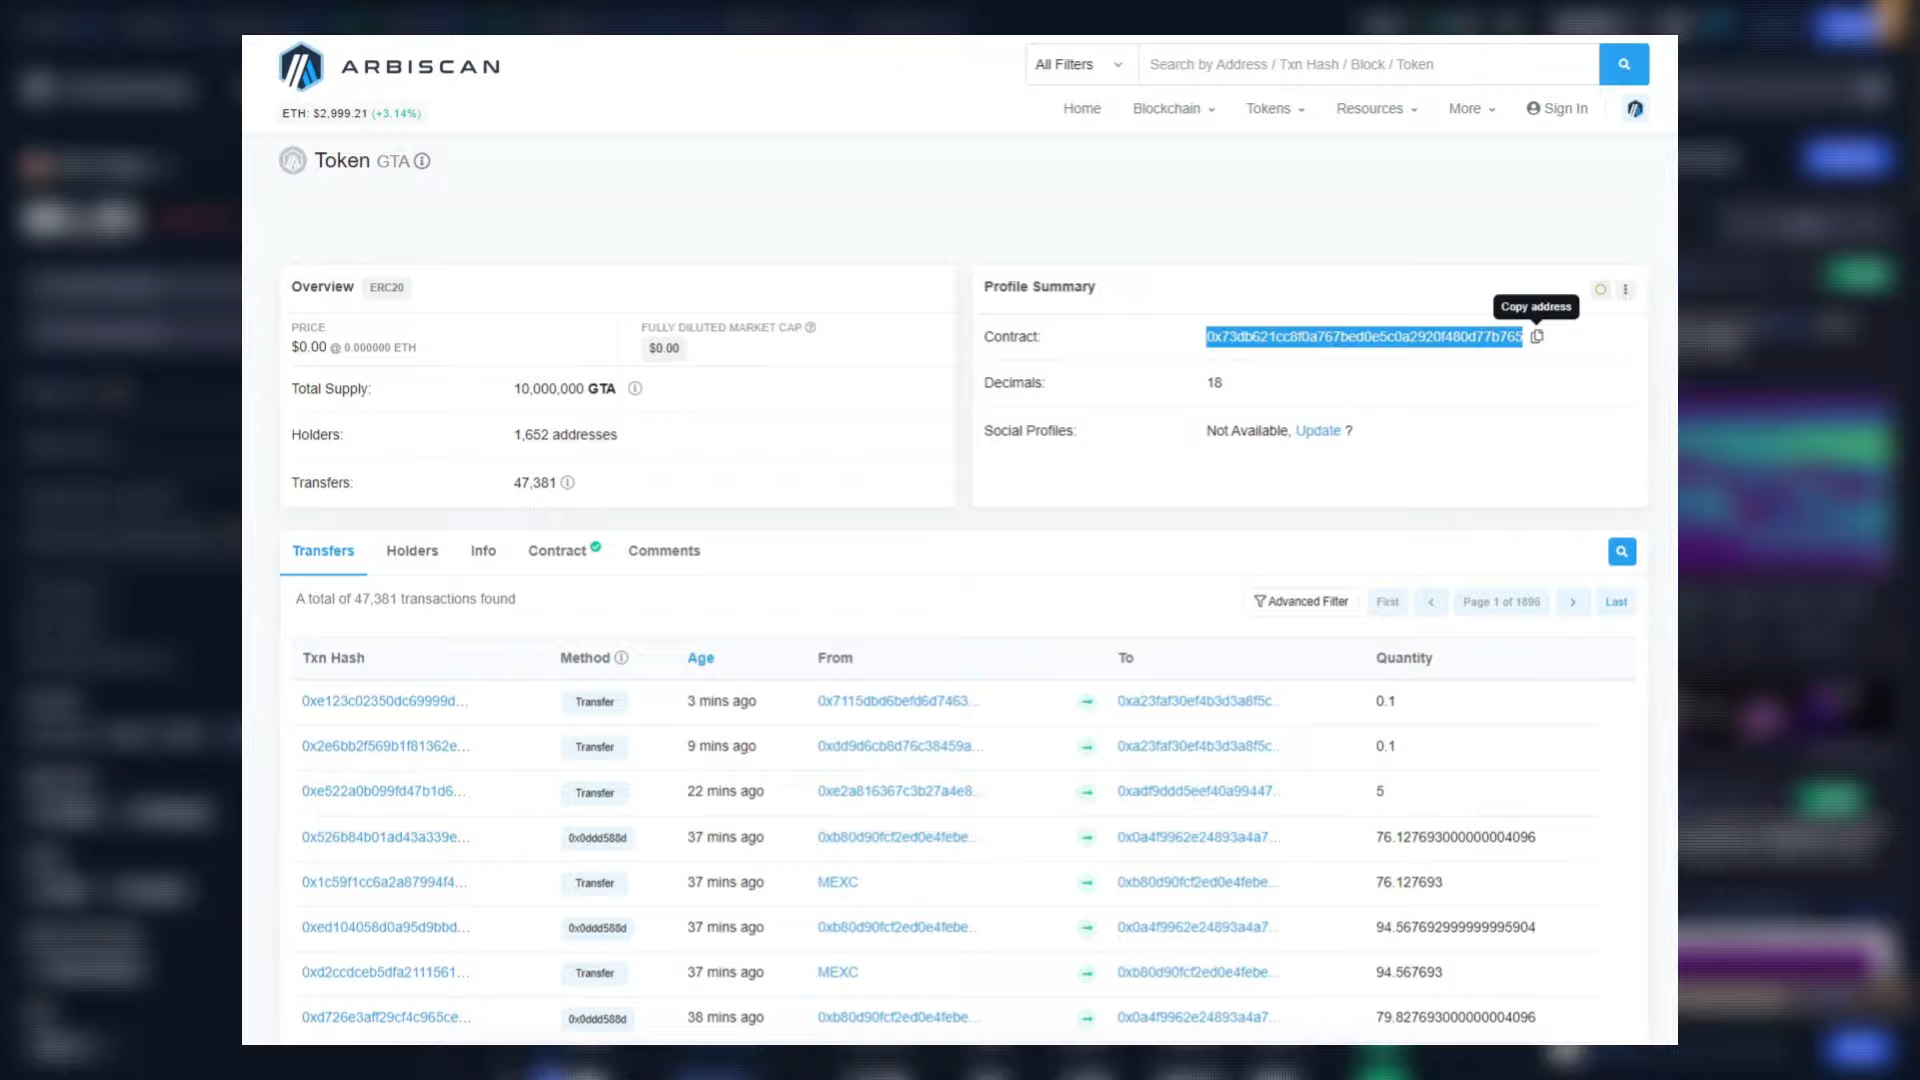 ARBISCAN
All Filters
Search by Address / Txn Hash / Block / Token
ETH: $2,999.21 (+3.14%)
Home Blockchain Tokens Resources More Sign In
Token GTA
Overview ERC20
PRICE
$0.00 @ 0.000000 ETH
FULLY DILUTED MARKET CAP
$0.00
Total Supply: 10,000,000 GTA
Holders: 1,652 addresses
Transfers: 47,381
Profile Summary
Copy address
Contract: 0x73db621cc8f0a767bed0e5c0a2920f480d77b765
Decimals: 18
Social Profiles: Not Available, Update ?
Transfers Holders Info Contract Comments
A total of 47,381 transactions found
Advanced Filter First Page 1 of 1896 Last
Txn Hash Method Age From To Quantity
0xe123c02350dc69999d... Transfer 3 mins ago 0x7115dbd6befd6d7463... 0xa23faf30ef4b3d3a8f5c... 0.1
0x2e6bb2f569b1f81362e... Transfer 9 mins ago 0xdd9d6cb8d76c38459a... 0xa23faf30ef4b3d3a8f5c... 0.1
0xe522a0b099fd47b1d6... Transfer 22 mins ago 0xe2a816367c3b27a4e8... 0xadf9ddd5eef40a99447... 5
0x526b84b01ad43a339e... 0x0ddd588d 37 mins ago 0xb80d90fcf2ed0e4febe... 0x0a4f9962e24893a4a7... 76.127693000000004096
0x1c59f1cc6a2a87994f4... Transfer 37 mins ago MEXC 0xb80d90fcf2ed0e4febe... 76.127693
0xed104058d0a95d9bbd... 0x0ddd588d 37 mins ago 0xb80d90fcf2ed0e4febe... 0x0a4f9962e24893a4a7... 94.567692999999995904
0xd2ccdceb5dfa2111561... Transfer 37 mins ago MEXC 0xb80d90fcf2ed0e4febe... 94.567693
0xd726e3aff29cf4c965ce... 0x0ddd588d 38 mins ago 0xb80d90fcf2ed0e4febe... 0x0a4f9962e24893a4a7... 79.827693000000004096